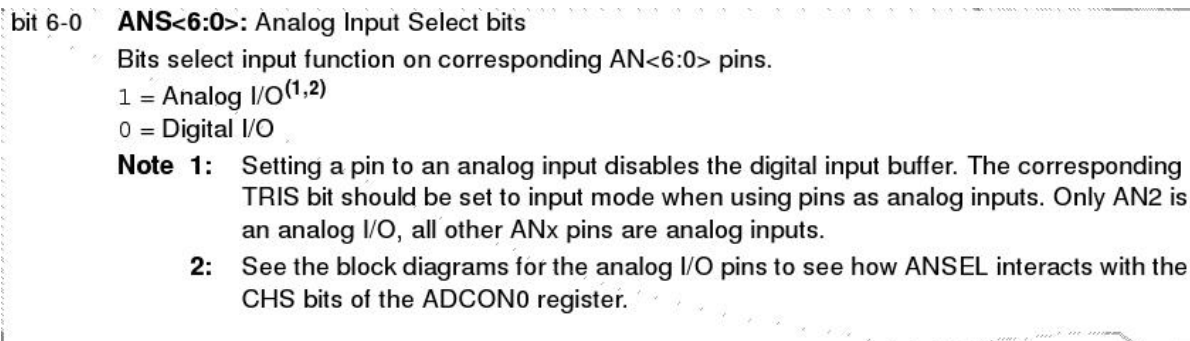 bit 6-0 ANS<6:0>: Analog Input Select bits
Bits select input function on corresponding AN<6:0> pins.
1 = Analog I/O(1,2)
0 = Digital I/O
Note 1: Setting a pin to an analog input disables the digital input buffer. The corresponding
TRIS bit should be set to input mode when using pins as analog inputs. Only AN2 is
an analog I/O, all other ANx pins are analog inputs.
2: See the block diagrams for the analog I/O pins to see how ANSEL interacts with the
CHS bits of the ADCON0 register.